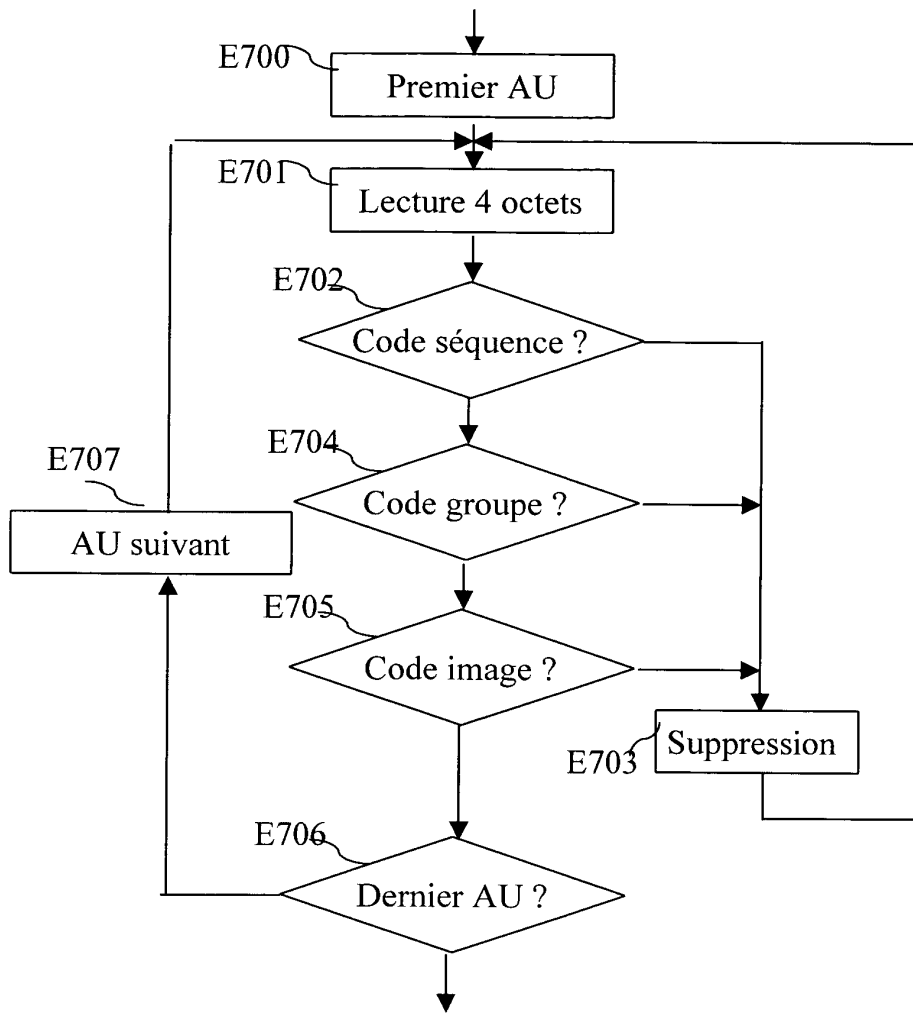 E700
Premier AU
E701
Lecture 4 octets
E702
Code séquence ?
E704
Code groupe ?
E707
AU suivant
E705
Code image ?
E703
Suppression
E706
Dernier AU ?